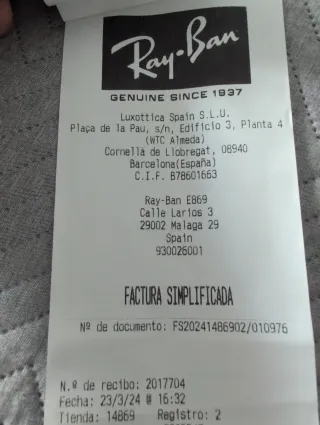 Ray-Ban
GENUINE SINCE 1937
Luxottica Spain S.L.U.
Plaça de la Pau, s/n, Edificio 3, Planta 4
(WTC Almeda)
Cornellà de Llobregat, 08940
Barcelona(España)
C.I.F. B78601663
Ray-Ban E869
Calle Larios 3
29002 Malaga 29
Spain
930026001
FACTURA SIMPLIFICADA
Nº de documento: FS20241486902/010976
N.º de recibo: 2017704
Fecha: 23/3/24 @ 16:32
Tienda: 14869 Registro: 2